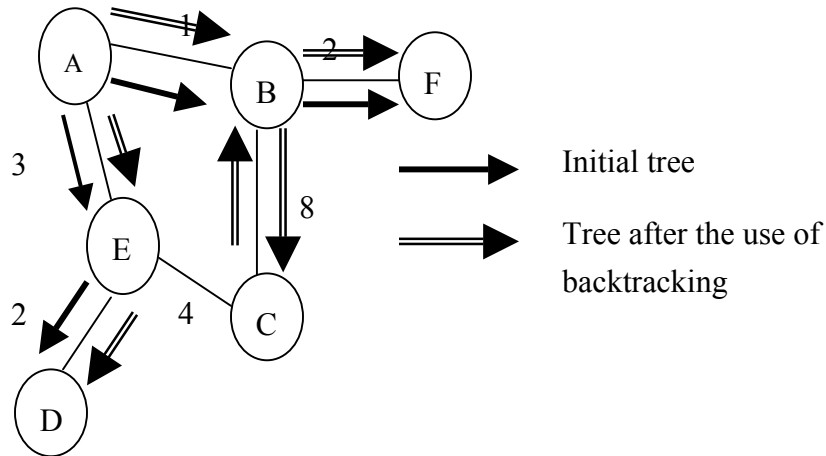 1
2
A
B
F
3
Initial tree
8
E
Tree after the use of
backtracking
2
4
C
D